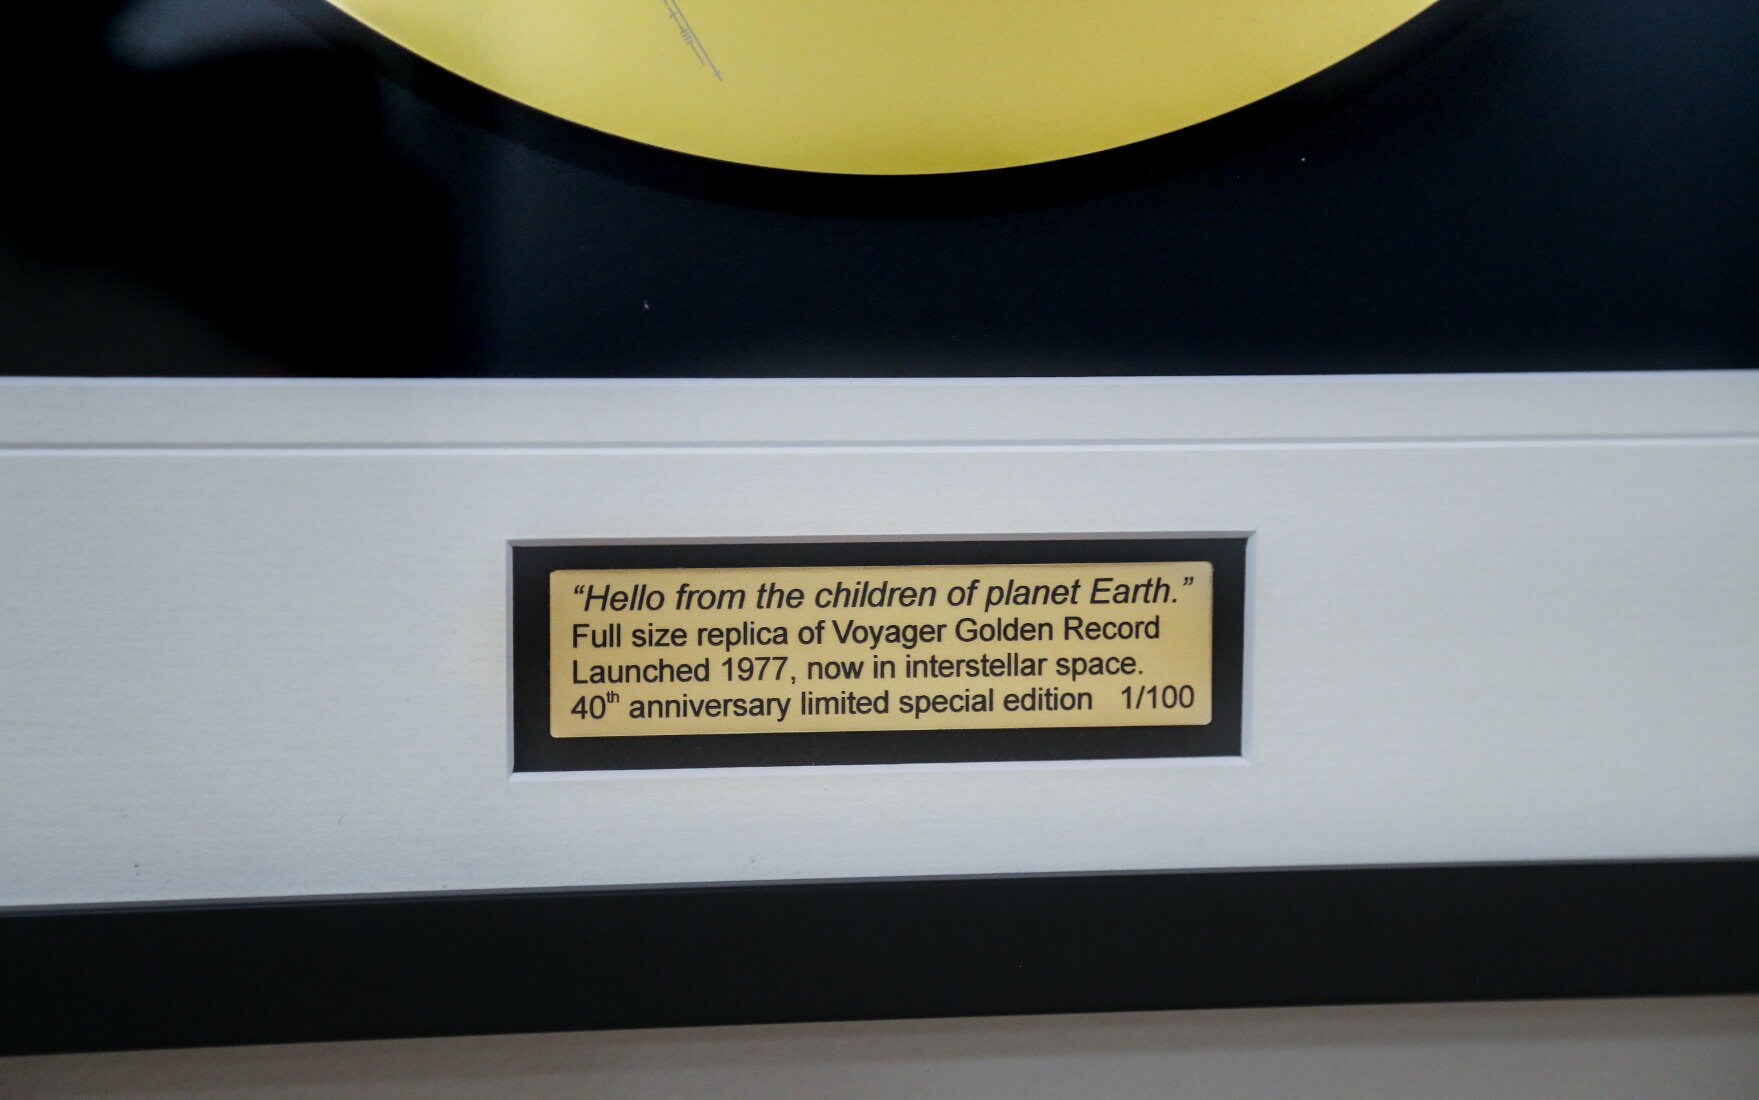 “Hello from the children of planet Earth.”
Full size replica of Voyager Golden Record
Launched 1977, now in interstellar space.
40th anniversary limited special edition 1/100